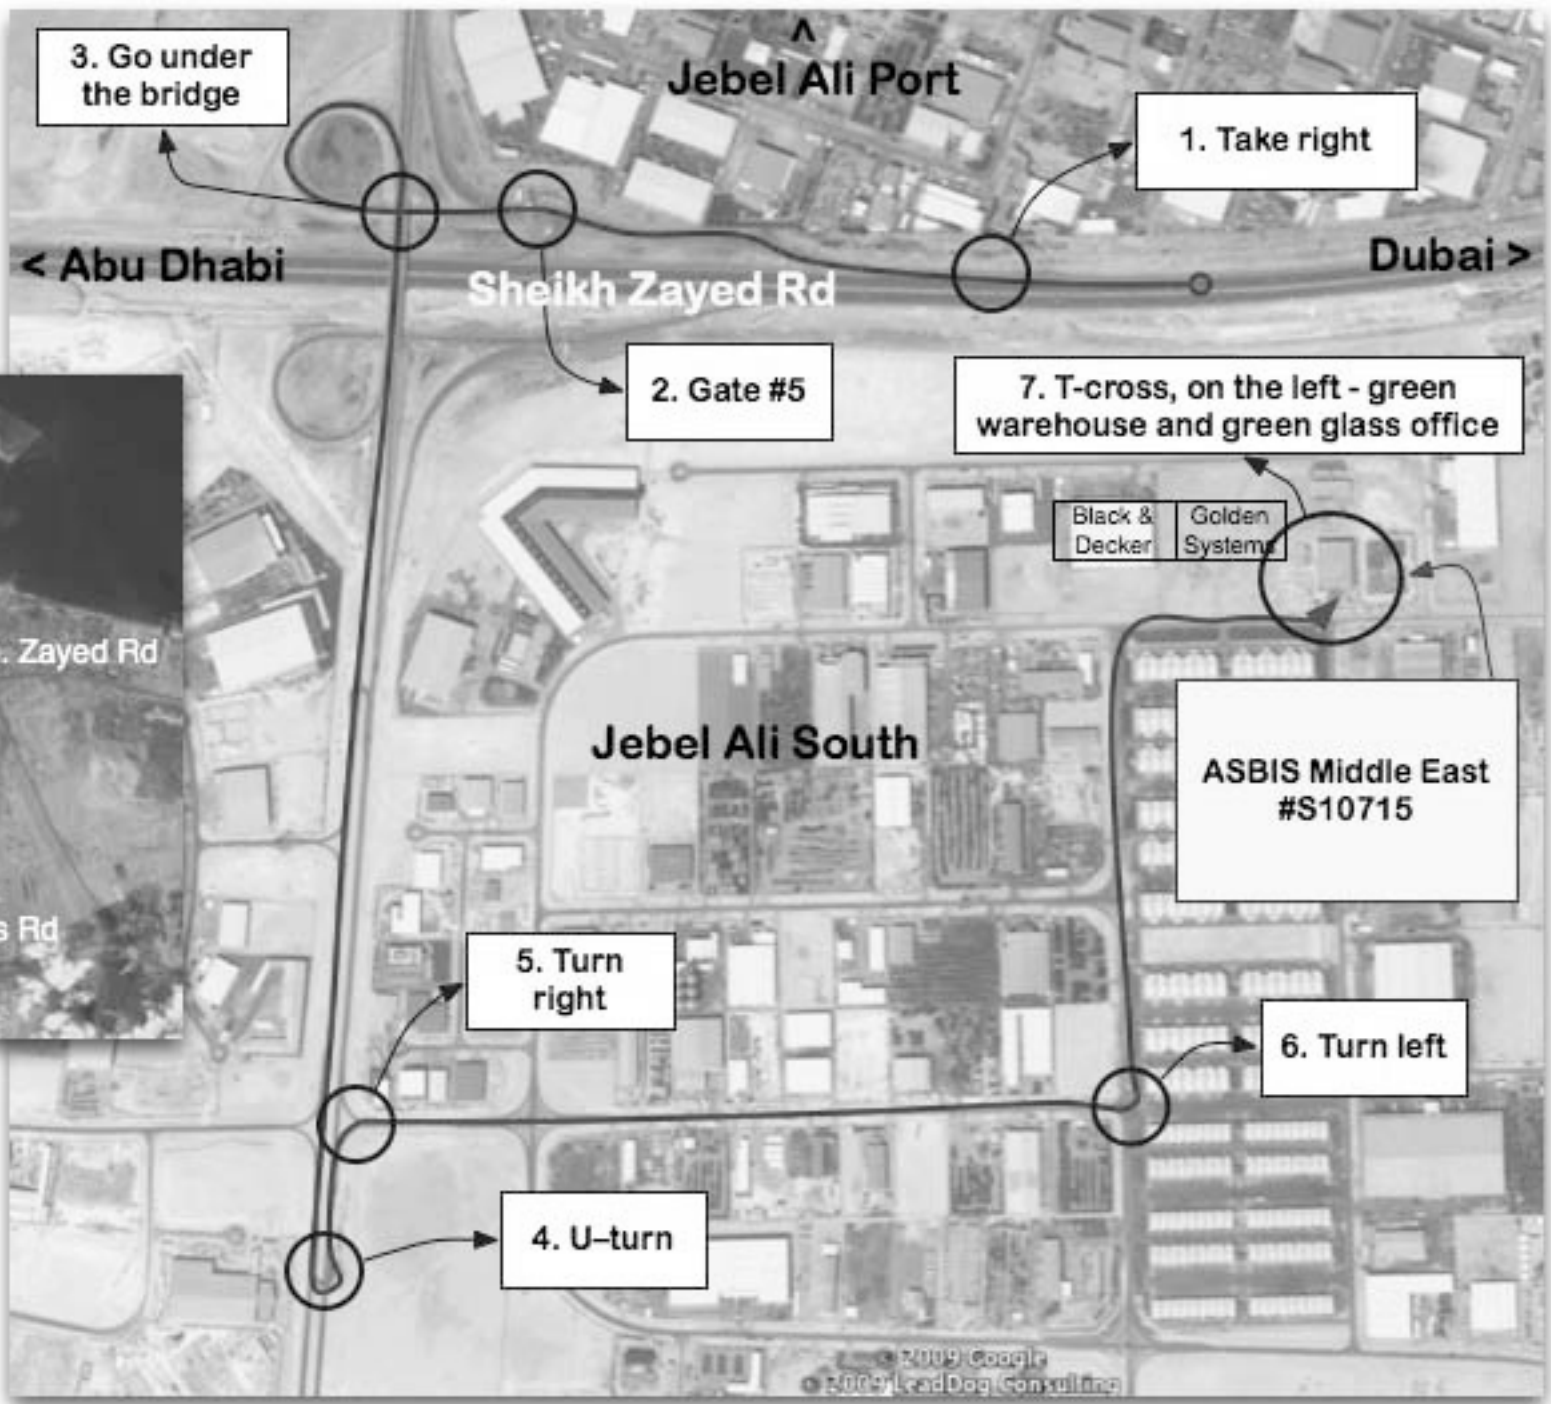 ^
Jebel Ali Port
3. Go under
the bridge
1. Take right
< Abu Dhabi
Dubai >
Sheikh Zayed Rd
2. Gate #5
7. T-cross, on the left - green
warehouse and green glass office
Black &
Decker
Golden
Systems
. Zayed Rd
Jebel Ali South
ASBIS Middle East
#S10715
s Rd
5. Turn
right
6. Turn left
4. U–turn
© 2009 Google
© 2009 LeadDog Consulting